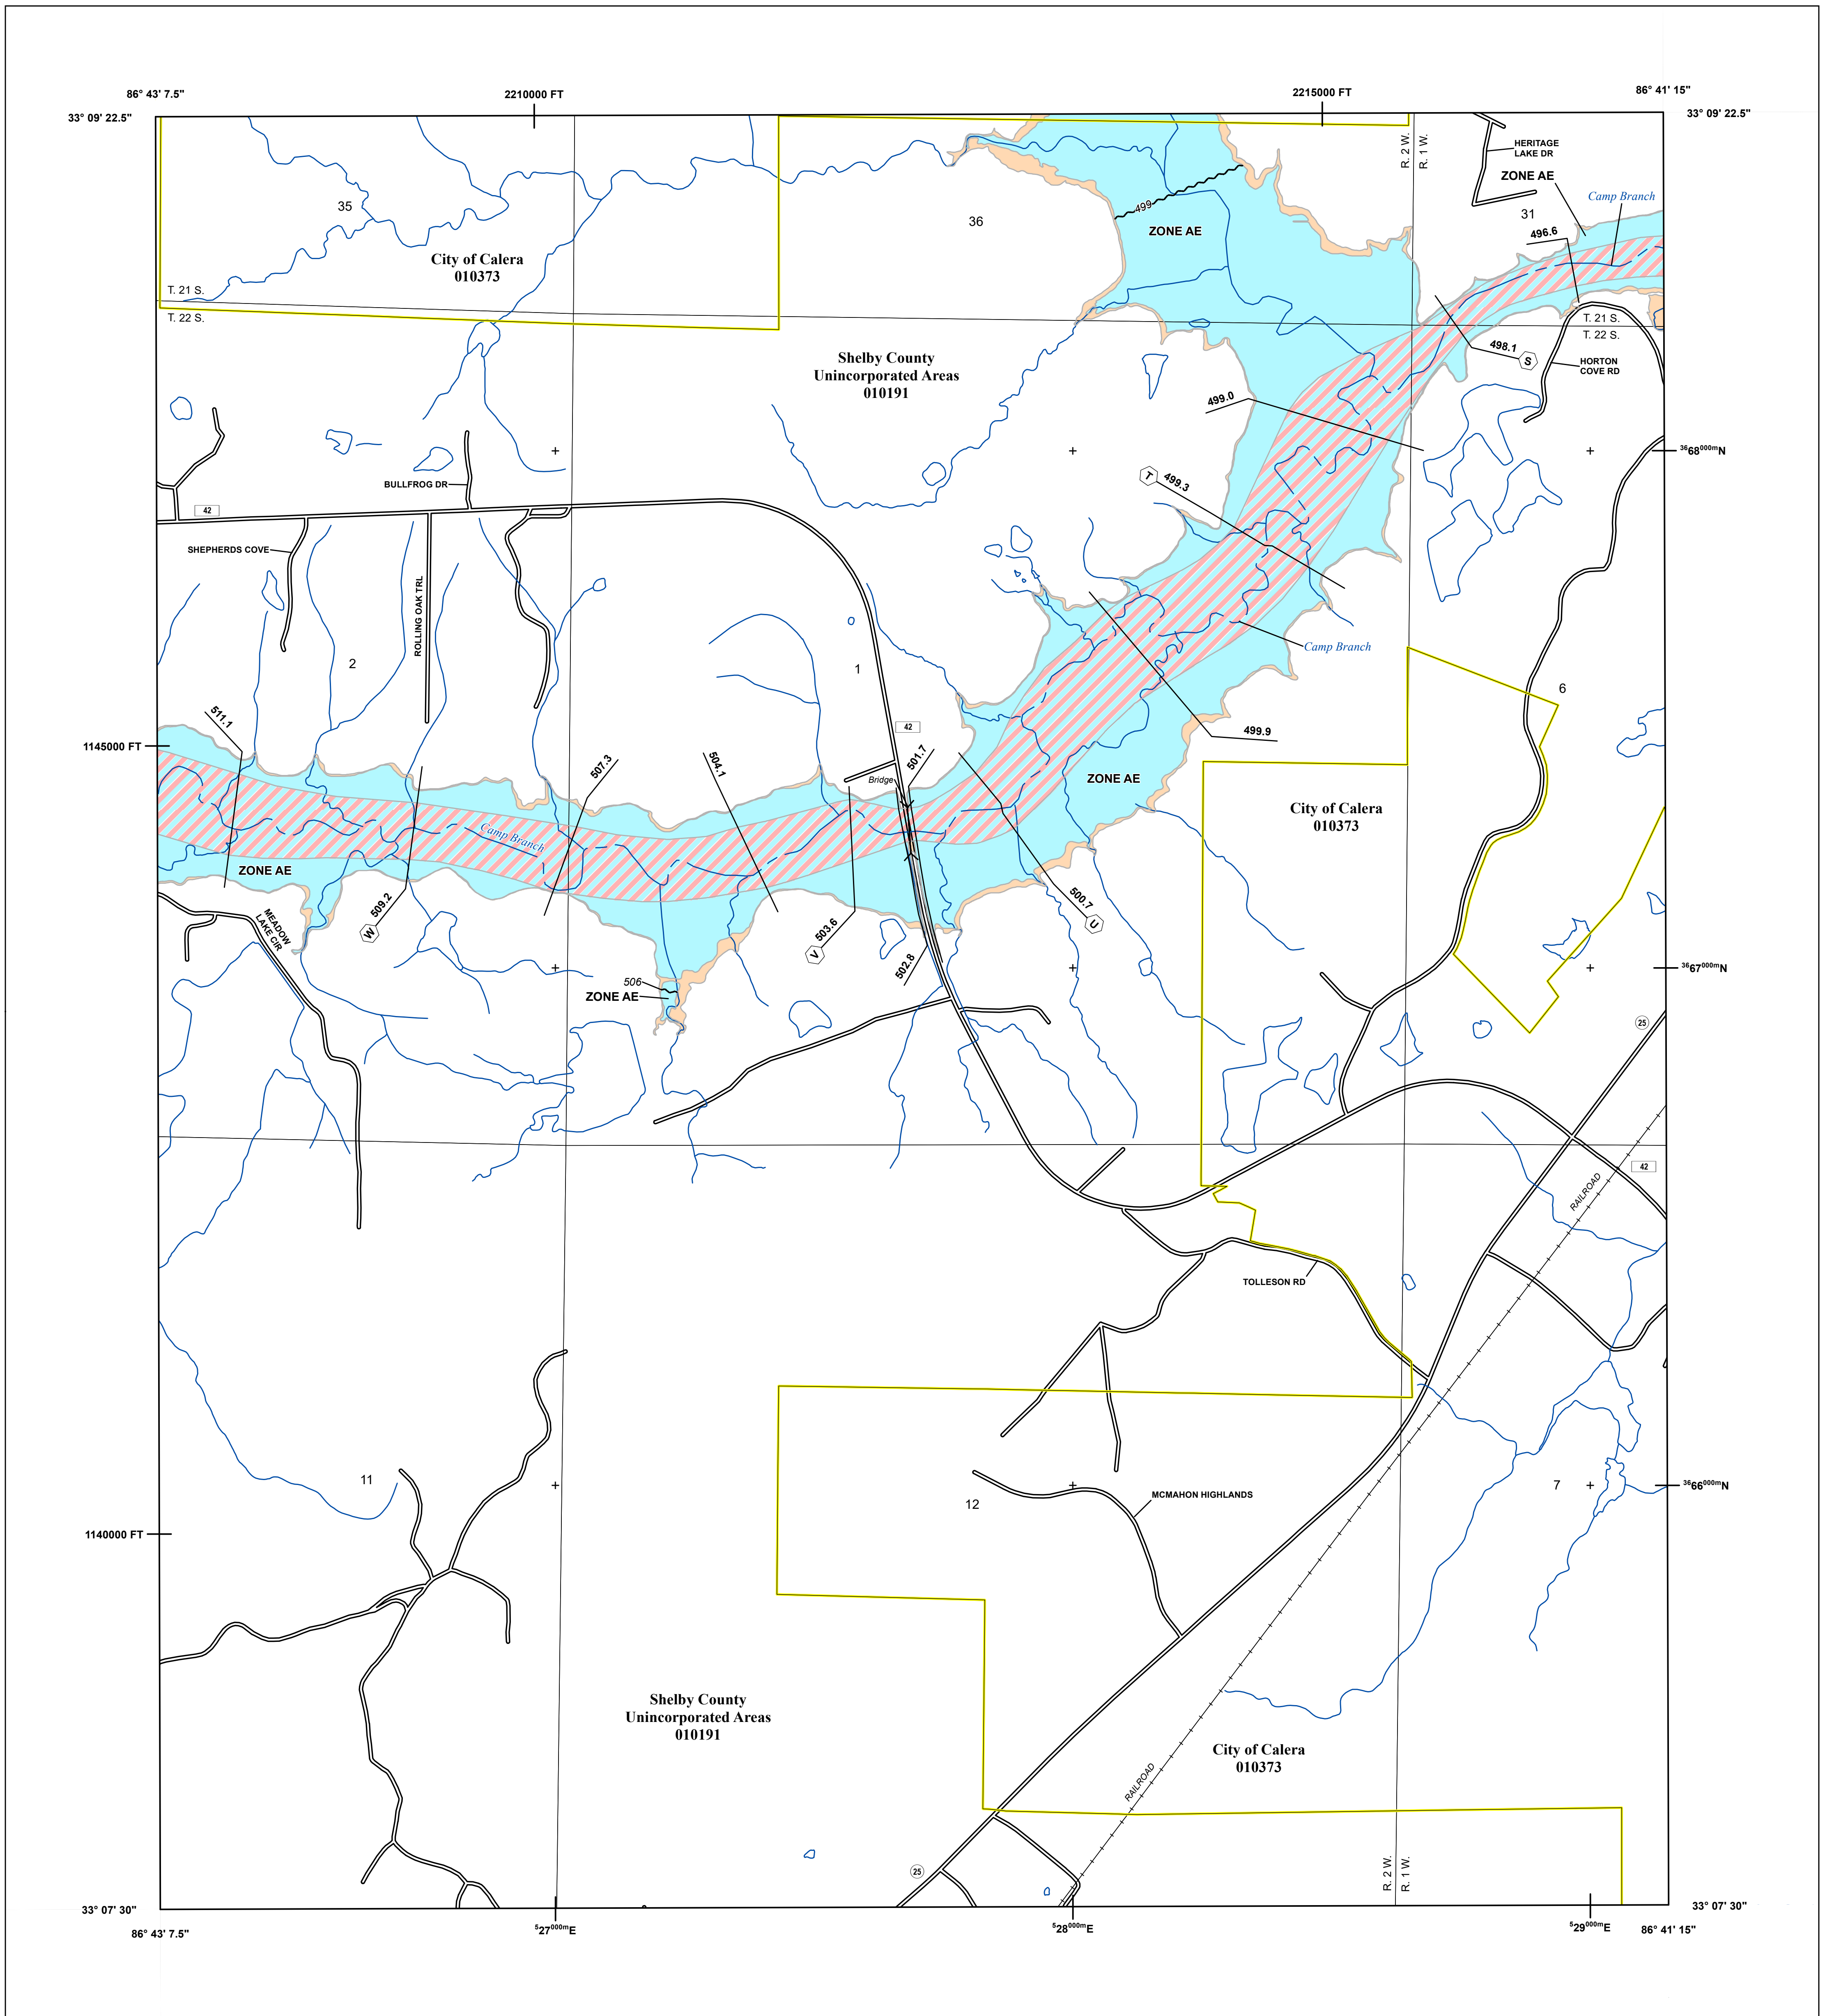 86° 43' 7.5"
2210000 FT
2215000 FT
86° 41' 15"
33° 09' 22.5"
33° 09' 22.5"
R. 2 W.
R. 1 W.
HERITAGE
LAKE DR
ZONE AE
Camp Branch
35
36
499
ZONE AE
31
496.6
City of Calera
010373
T. 21 S.
T. 22 S.
T. 21 S.
T. 22 S.
498.1
S
HORTON
COVE RD
Shelby County
Unincorporated Areas
010191
499.0
3668000mN
BULLFROG DR
T
499.3
42
SHEPHERDS COVE
ROLLING OAK TRL
2
1
Camp Branch
6
511.1
42
499.9
1145000 FT
507.3
504.1
501.7
Bridge
ZONE AE
City of Calera
010373
Camp Branch
ZONE AE
509.2
W
MEADOW
LAKE CIR
503.6
V
500.7
U
502.8
3667000mN
506
ZONE AE
25
42
RAILROAD
TOLLESON RD
11
12
MCMAHON HIGHLANDS
7
3666000mN
1140000 FT
Shelby County
Unincorporated Areas
010191
City of Calera
010373
RAILROAD
25
R. 2 W.
R. 1 W.
33° 07' 30"
33° 07' 30"
86° 43' 7.5"
527000mE
528000mE
529000mE
86° 41' 15"